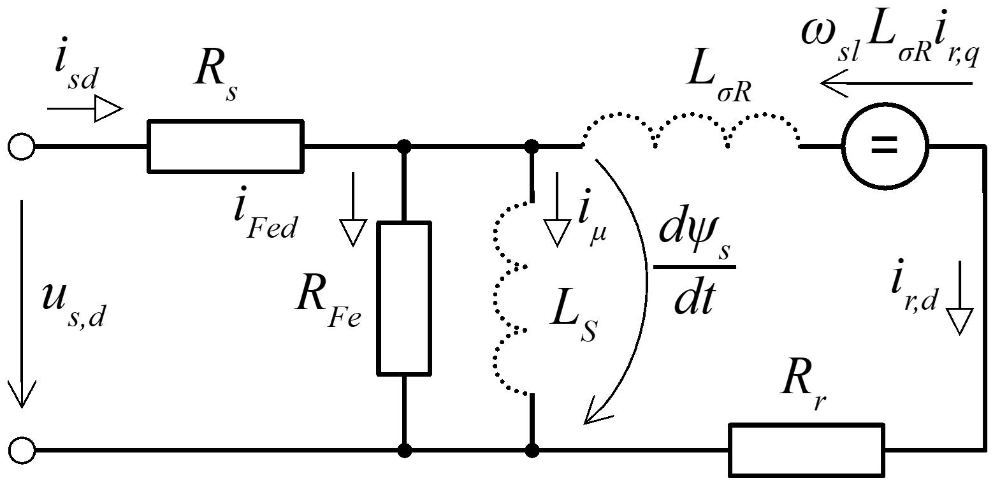 i_sd
R_s
L_σR
ω_sl L_σR i_r,q
=
i_Fed
i_μ
dψ_s
dt
u_s,d
R_Fe
L_S
i_r,d
R_r